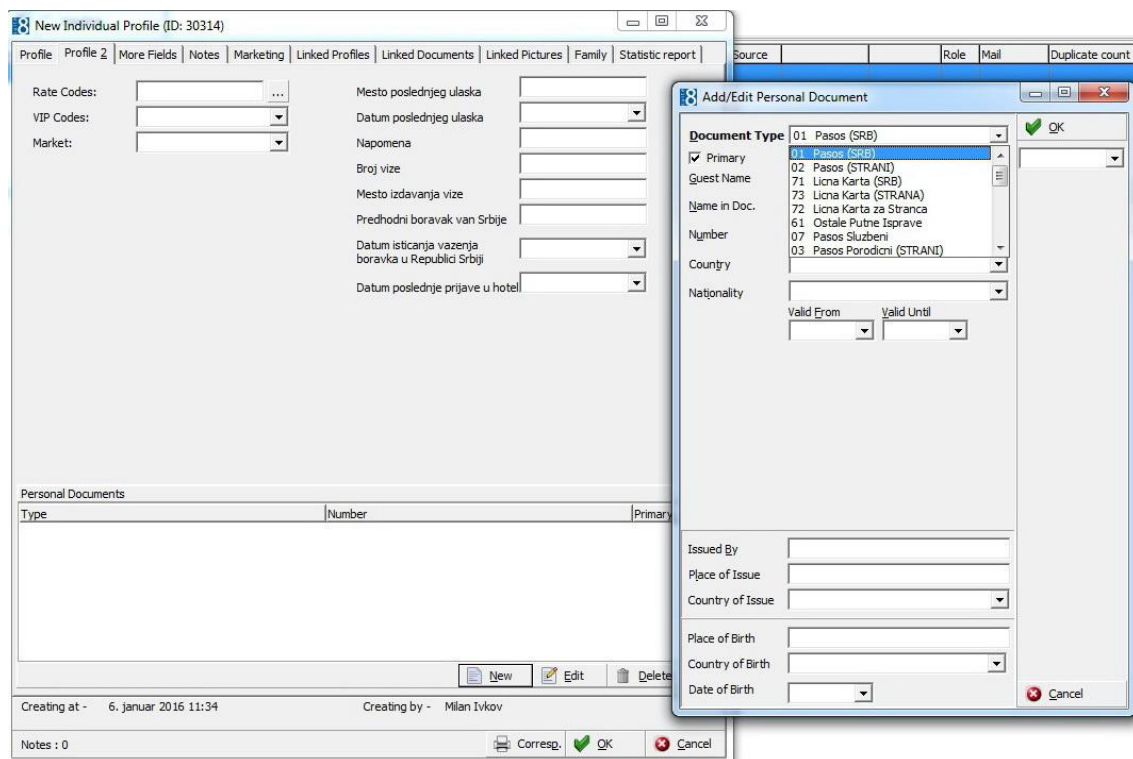 New Individual Profile (ID: 30314)
Profile Profile 2 More Fields Notes Marketing Linked Profiles Linked Documents Linked Pictures Family Statistic report
Rate Codes: ...
VIP Codes:
Market:
Mesto poslednjeg ulaska
Datum poslednjeg ulaska
Napomena
Broj vize
Mesto izdavanja vize
Predhodni boravak van Srbije
Datum isticanja vazenja
boravka u Republici Srbiji
Datum poslednje prijave u hotel
Personal Documents
Type Number Primary
New Edit Delete
Creating at - 6. januar 2016 11:34 Creating by - Milan Ivkov
Notes : 0 Corresp. OK Cancel
Source Role Mail Duplicate count
Add/Edit Personal Document
Document Type 01 Pasos (SRB)
OK
01 Pasos (SRB)
02 Pasos (STRANI)
71 Licna Karta (SRB)
73 Licna Karta (STRANA)
72 Licna Karta za Stranca
61 Ostale Putne Isprave
07 Pasos Sluzbeni
03 Pasos Porodicni (STRANI)
Primary
Guest Name
Name in Doc.
Number
Country
Nationality
Valid From Valid Until
Issued By
Place of Issue
Country of Issue
Place of Birth
Country of Birth
Date of Birth
Cancel